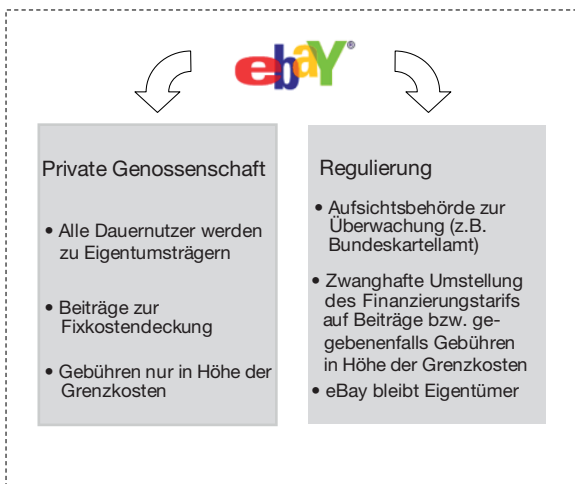 ebaY®
Private Genossenschaft
• Alle Dauernutzer werden
zu Eigentumsträgern
• Beiträge zur
Fixkostendeckung
• Gebühren nur in Höhe der
Grenzkosten
Regulierung
• Aufsichtsbehörde zur
Überwachung (z.B.
Bundeskartellamt)
• Zwanghafte Umstellung
des Finanzierungstarifs
auf Beiträge bzw. ge-
gebenenfalls Gebühren
in Höhe der Grenzkosten
• eBay bleibt Eigentümer